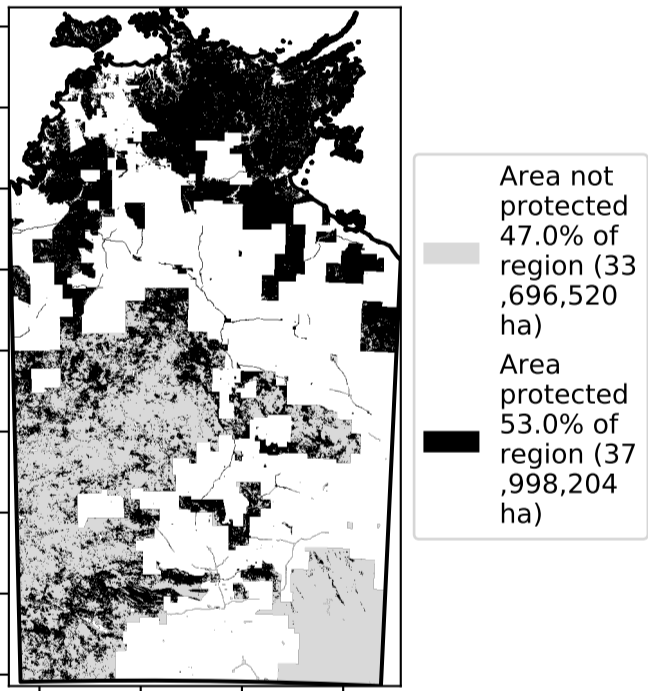 Area not
protected
47.0% of
region (33
,696,520
ha)
Area
protected
53.0% of
region (37
,998,204
ha)